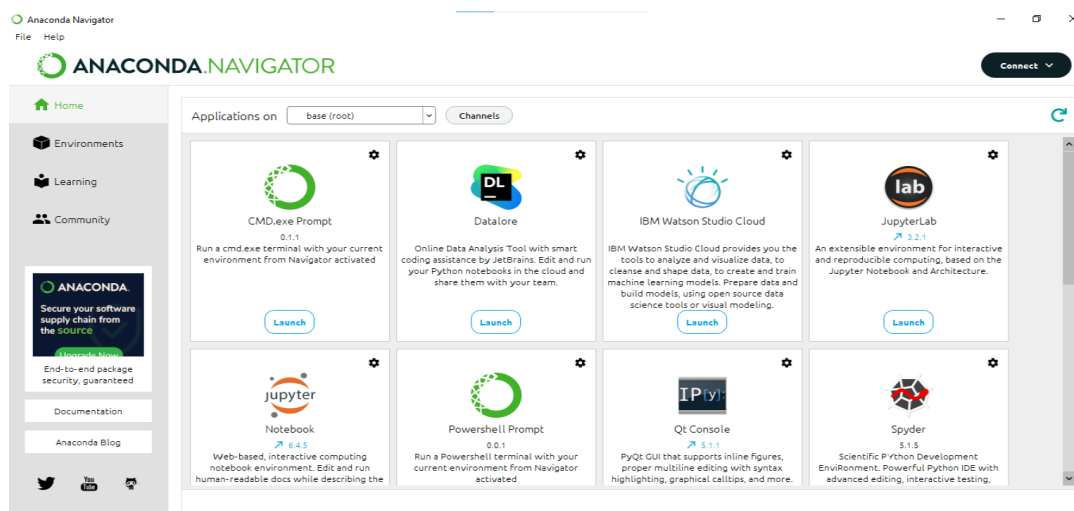 Anaconda Navigator
File Help
ANACONDA.NAVIGATOR
Connect
Home
Environments
Learning
Community
ANACONDA.
Secure your software
supply chain from
the source
Upgrade Now
End-to-end package
security, guaranteed
Documentation
Anaconda Blog
You
Tube
Applications on base (root) Channels
CMD.exe Prompt
0.1.1
Run a cmd.exe terminal with your current
environment from Navigator activated
Launch
DL
Datalore
Online Data Analysis Tool with smart
coding assistance by JetBrains. Edit and run
your Python notebooks in the cloud and
share them with your team.
Launch
IBM Watson Studio Cloud
IBM Watson Studio Cloud provides you the
tools to analyze and visualize data, to
cleanse and shape data, to create and train
machine learning models. Prepare data and
build models, using open source data
science tools or visual modeling.
Launch
lab
JupyterLab
3.2.1
An extensible environment for interactive
and reproducible computing, based on the
Jupyter Notebook and Architecture.
Launch
jupyter
Notebook
6.4.5
Web-based, interactive computing
notebook environment. Edit and run
human-readable docs while describing the
Powershell Prompt
0.0.1
Run a Powershell terminal with your
current environment from Navigator
activated
IP[y]:
Qt Console
5.1.1
PyQt GUI that supports inline figures,
proper multiline editing with syntax
highlighting, graphical calltips, and more.
Spyder
5.1.5
Scientific PYthon Development
EnviRonment. Powerful Python IDE with
advanced editing, interactive testing,